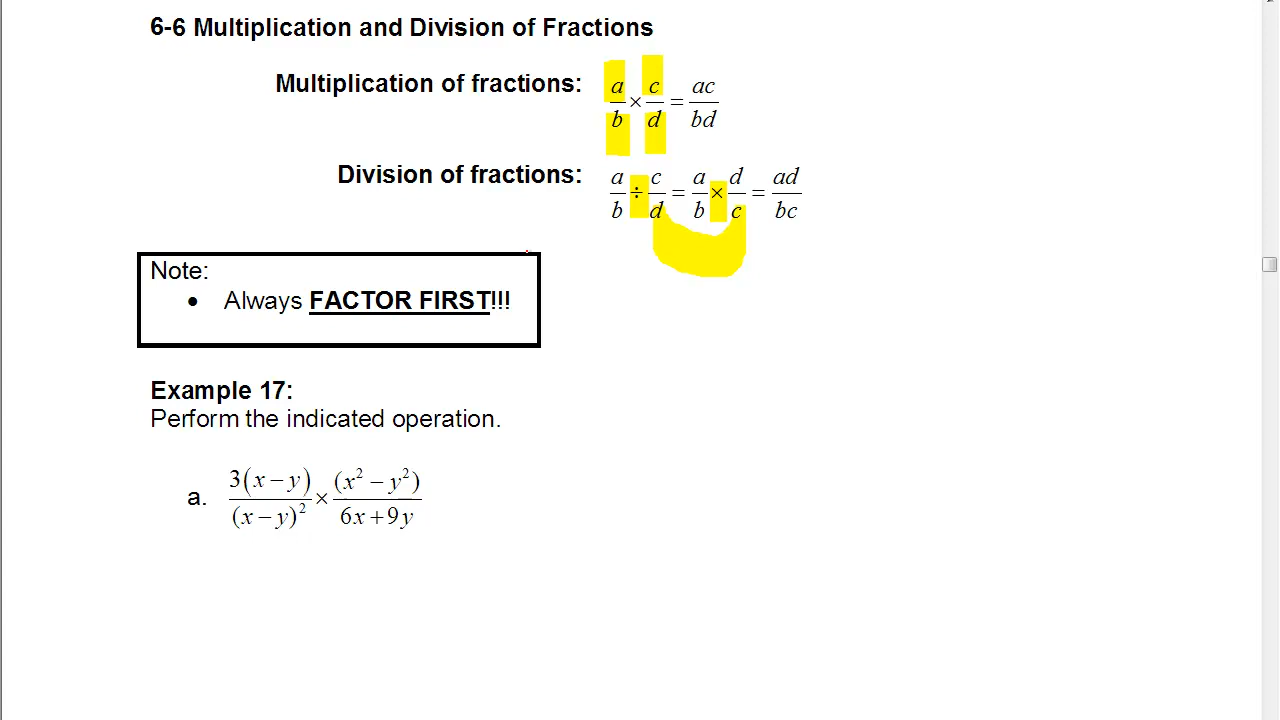 6-6 Multiplication and Division of Fractions
Multiplication of fractions: a/b × c/d = ac/bd
Division of fractions: a/b ÷ c/d = a/b × d/c = ad/bc
Note:
• Always FACTOR FIRST!!!
Example 17:
Perform the indicated operation.
a. 3(x − y)/(x − y)² × (x² − y²)/6x + 9y